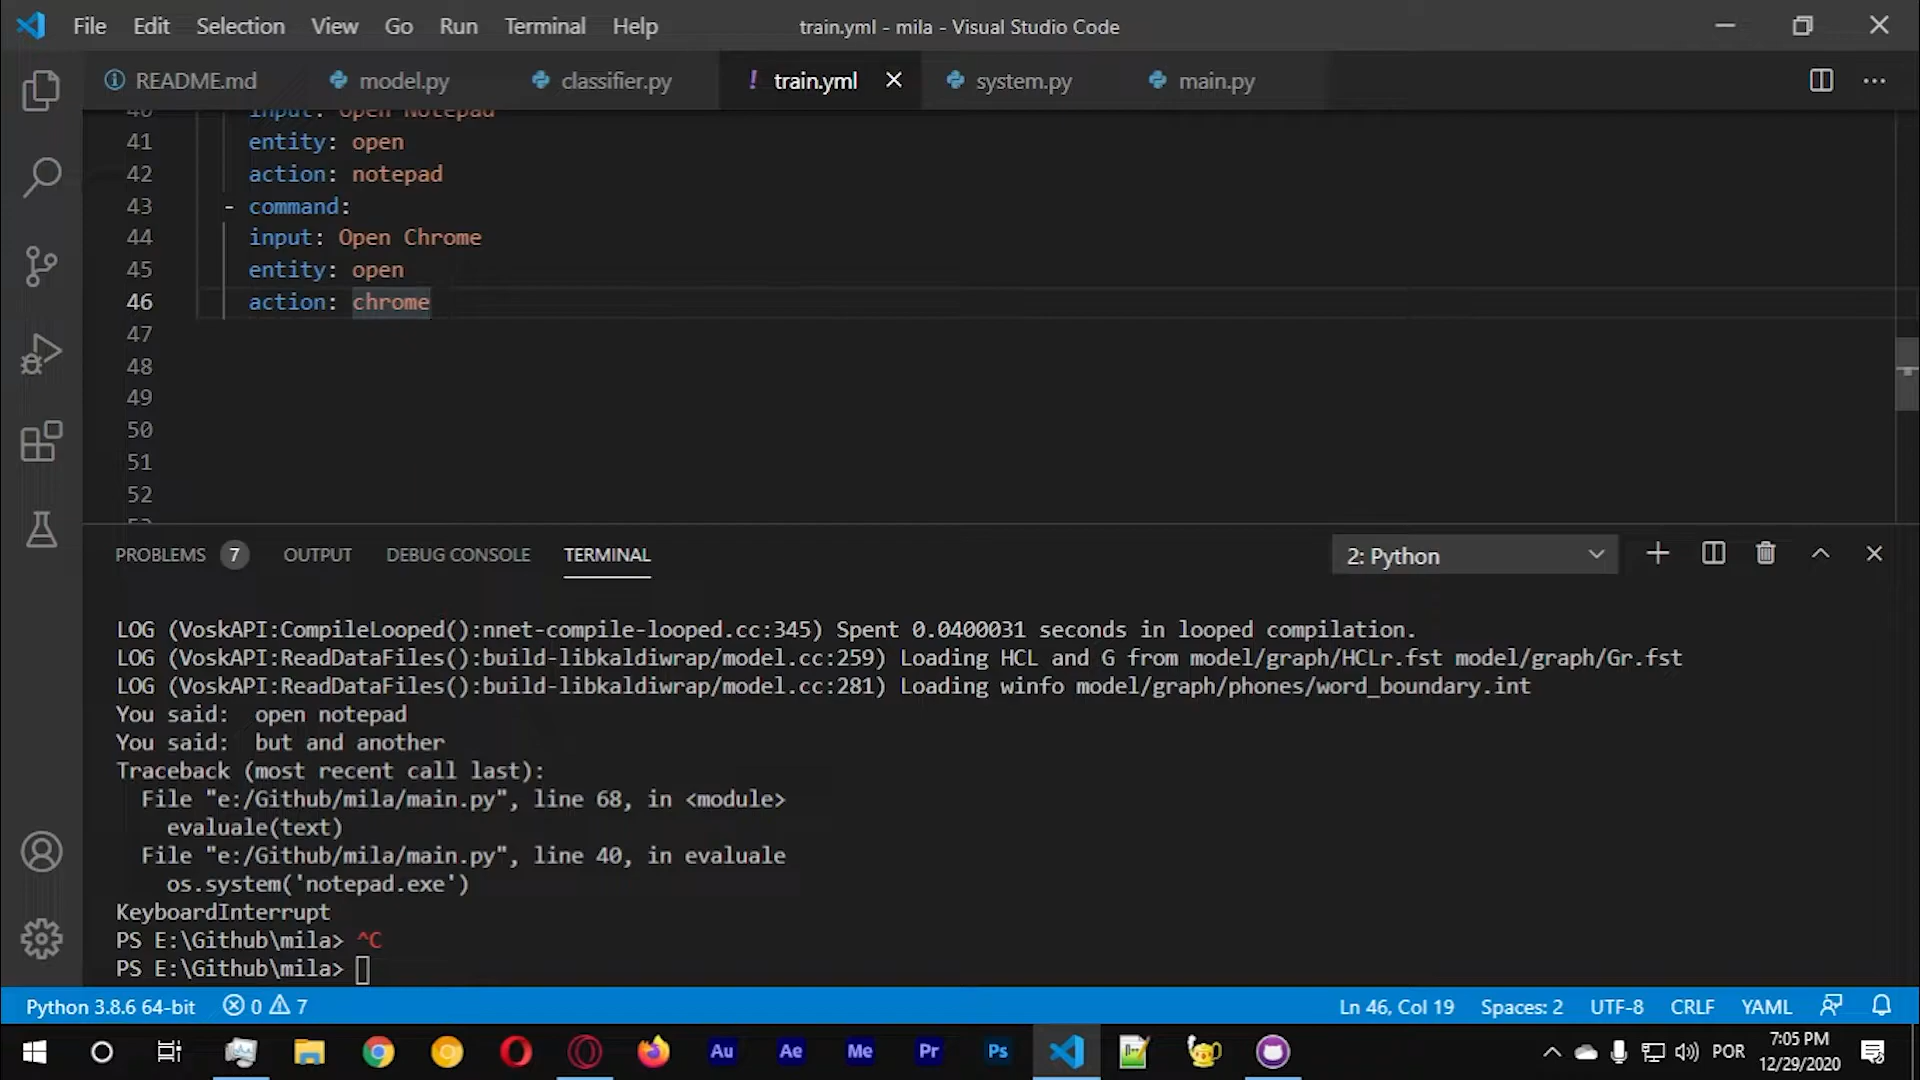 File Edit Selection View Go Run Terminal Help train.yml - mila - Visual Studio Code
README.md model.py classifier.py ! train.yml system.py main.py
40 input: Open Notepad
41 entity: open
42 action: notepad
43 - command:
44 input: Open Chrome
45 entity: open
46 action: chrome
47
48
49
50
51
52
53
PROBLEMS 7 OUTPUT DEBUG CONSOLE TERMINAL 2: Python
LOG (VoskAPI:CompileLooped():nnet-compile-looped.cc:345) Spent 0.0400031 seconds in looped compilation.
LOG (VoskAPI:ReadDataFiles():build-libkaldiwrap/model.cc:259) Loading HCL and G from model/graph/HCLr.fst model/graph/Gr.fst
LOG (VoskAPI:ReadDataFiles():build-libkaldiwrap/model.cc:281) Loading winfo model/graph/phones/word_boundary.int
You said:  open notepad
You said:  but and another
Traceback (most recent call last):
File "e:/Github/mila/main.py", line 68, in <module>
evaluale(text)
File "e:/Github/mila/main.py", line 40, in evaluale
os.system('notepad.exe')
KeyboardInterrupt
PS E:\Github\mila> ^C
PS E:\Github\mila>
Python 3.8.6 64-bit 0 7 Ln 46, Col 19 Spaces: 2 UTF-8 CRLF YAML
Au Ae Me Pr Ps POR 7:05 PM
12/29/2020